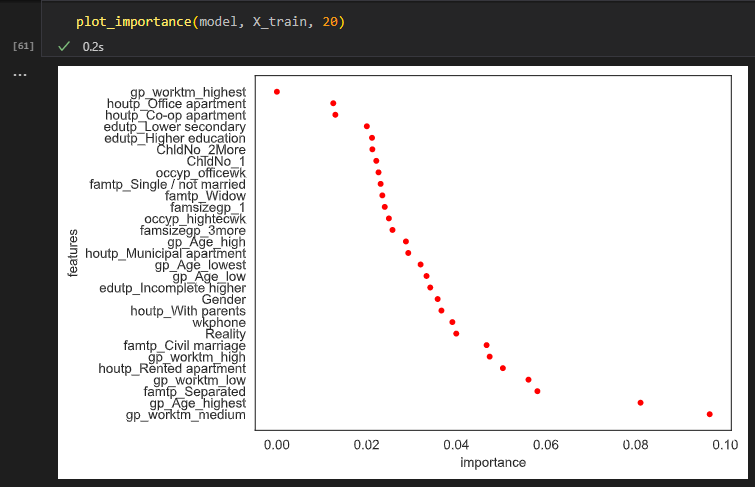 plot_importance(model, X_train, 20)
[61]
0.2s
...
gp_worktm_highest
houtp_Office apartment
houtp_Co-op apartment
edutp_Lower secondary
edutp_Higher education
ChldNo_2More
ChldNo_1
occyp_officewk
famtp_Single / not married
famtp_Widow
famsizegp_1
occyp_hightecwk
famsizegp_3more
gp_Age_high
houtp_Municipal apartment
gp_Age_lowest
gp_Age_low
edutp_Incomplete higher
Gender
houtp_With parents
wkphone
Reality
famtp_Civil marriage
gp_worktm_high
houtp_Rented apartment
gp_worktm_low
famtp_Separated
gp_Age_highest
gp_worktm_medium
features
0.00 0.02 0.04 0.06 0.08 0.10
importance